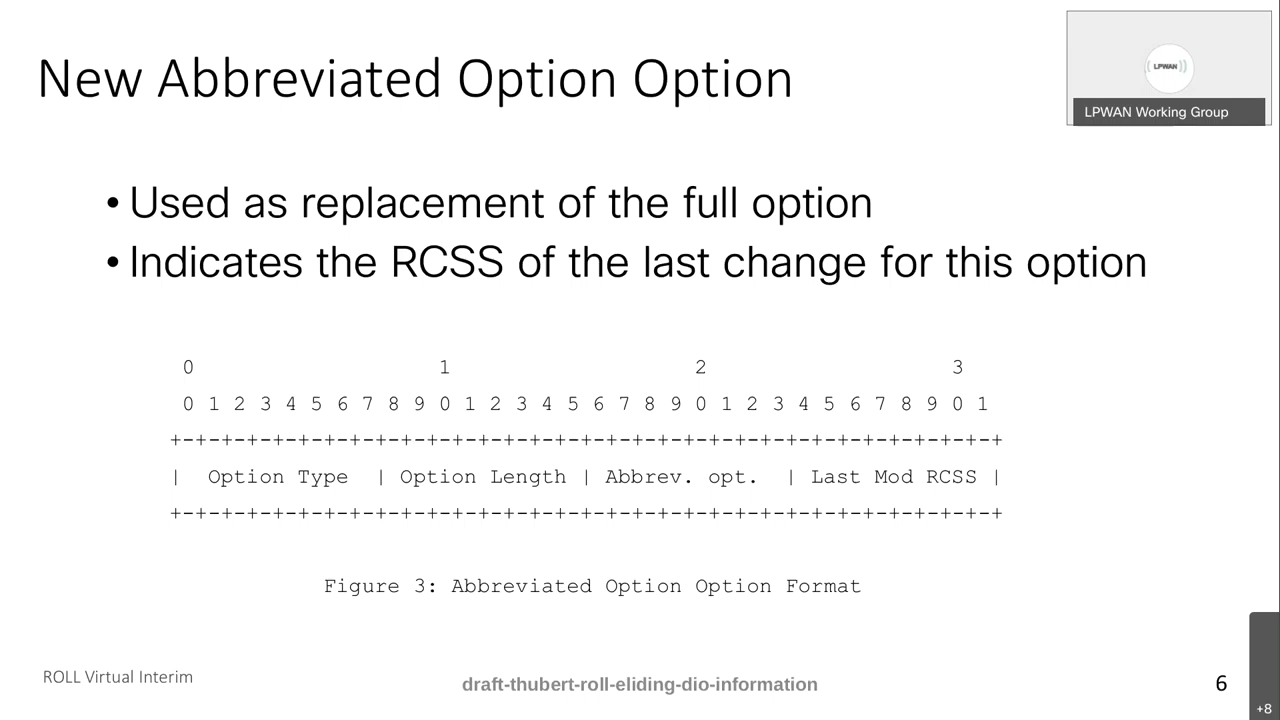 New Abbreviated Option Option
LPWAN
LPWAN Working Group
• Used as replacement of the full option
• Indicates the RCSS of the last change for this option
0 1 2 3
0 1 2 3 4 5 6 7 8 9 0 1 2 3 4 5 6 7 8 9 0 1 2 3 4 5 6 7 8 9 0 1
+-+-+-+-+-+-+-+-+-+-+-+-+-+-+-+-+-+-+-+-+-+-+-+-+-+-+-+-+-+-+-+-+
| Option Type | Option Length | Abbrev. opt. | Last Mod RCSS |
+-+-+-+-+-+-+-+-+-+-+-+-+-+-+-+-+-+-+-+-+-+-+-+-+-+-+-+-+-+-+-+-+
Figure 3: Abbreviated Option Option Format
ROLL Virtual Interim
draft-thubert-roll-eliding-dio-information
6
+8